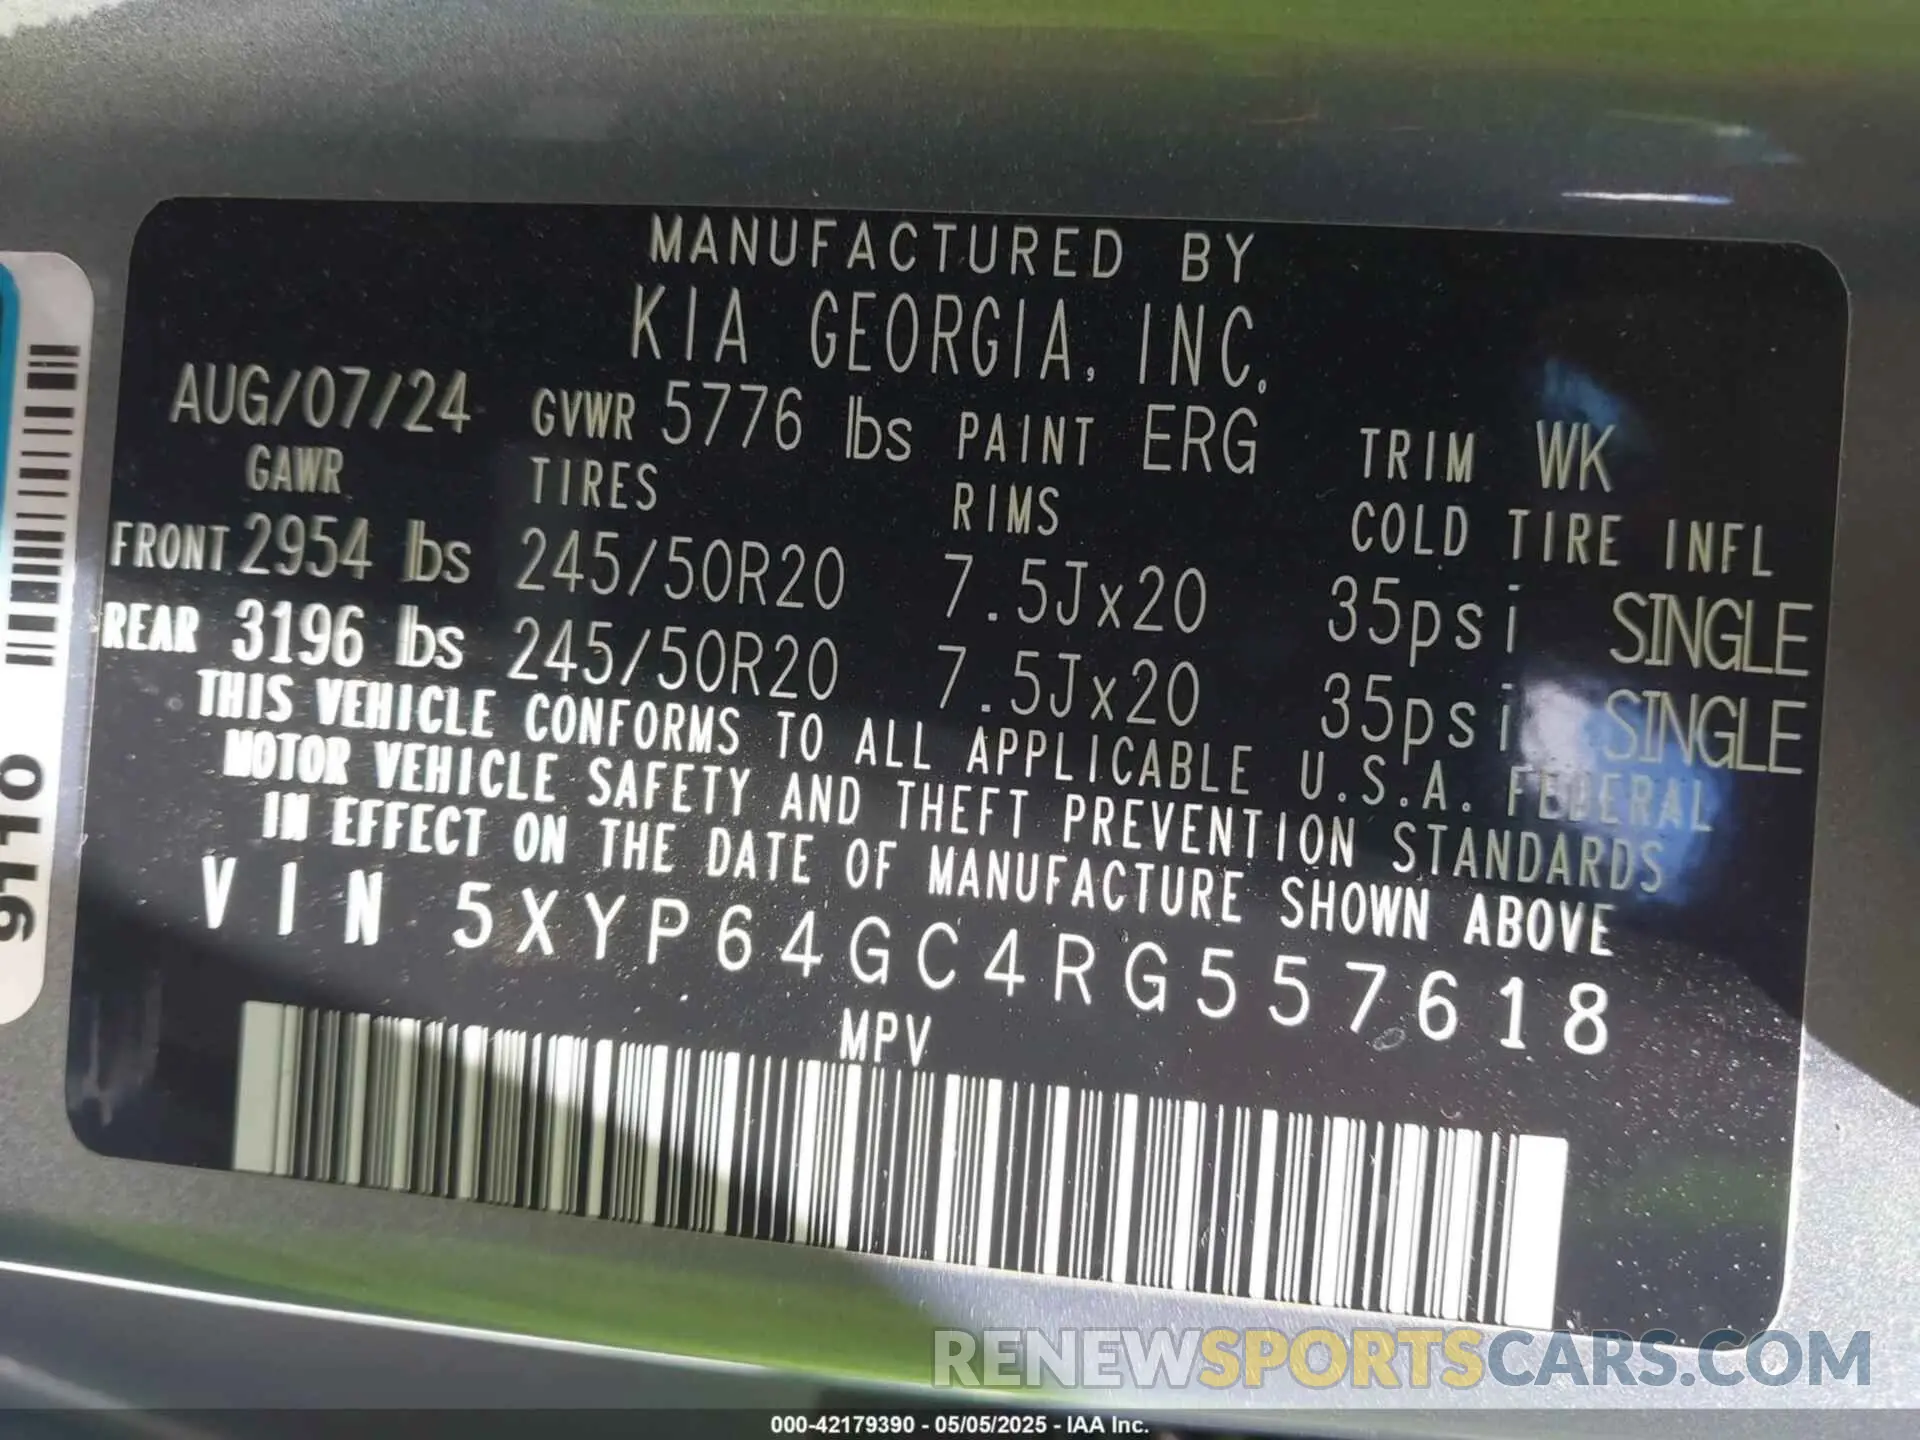 MANUFACTURED BY
KIA GEORGIA, INC.
AUG/07/24 GVWR 5776 lbs PAINT ERG TRIM WK
GAWR TIRES RIMS COLD TIRE INFL
FRONT 2954 lbs 245/50R20 7.5Jx20 35psi SINGLE
REAR 3196 lbs 245/50R20 7.5Jx20 35psi SINGLE
THIS VEHICLE CONFORMS TO ALL APPLICABLE U.S.A. FEDERAL
MOTOR VEHICLE SAFETY AND THEFT PREVENTION STANDARDS
IN EFFECT ON THE DATE OF MANUFACTURE SHOWN ABOVE
VIN 5XYP64GC4RG557618
MPV
9110
RENEWSPORTSCARS.COM
000-42179390 - 05/05/2025 - IAA Inc.